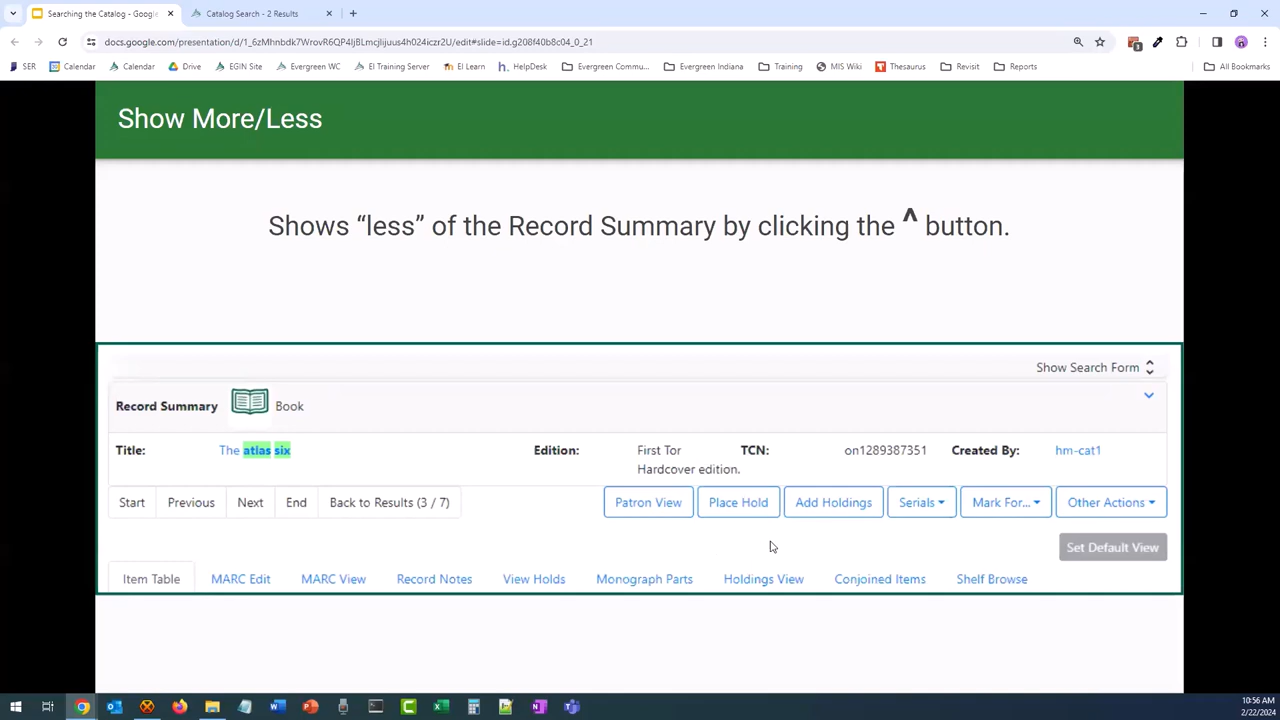 Searching the Catalog - Google
Catalog Search - 2 Results
docs.google.com/presentation/d/1_6zMhnbdk7WrovR6QP4IjBLmcjlijuus4h024iczr2U/edit#slide=id.g208f40b8c04_0_21
SER
Calendar
Calendar
Drive
EGIN Site
Evergreen WC
EI Training Server
EI Learn
HelpDesk
Evergreen Commu...
Evergreen Indiana
Training
MIS Wiki
Thesaurus
Revisit
Reports
All Bookmarks
Show More/Less
Shows “less” of the Record Summary by clicking the ^ button.
Show Search Form
Record Summary Book
Title: The atlas six Edition: First Tor Hardcover edition. TCN: on1289387351 Created By: hm-cat1
Start Previous Next End Back to Results (3 / 7) Patron View Place Hold Add Holdings Serials Mark For... Other Actions
Set Default View
Item Table MARC Edit MARC View Record Notes View Holds Monograph Parts Holdings View Conjoined Items Shelf Browse
10:56 AM
2/22/2024